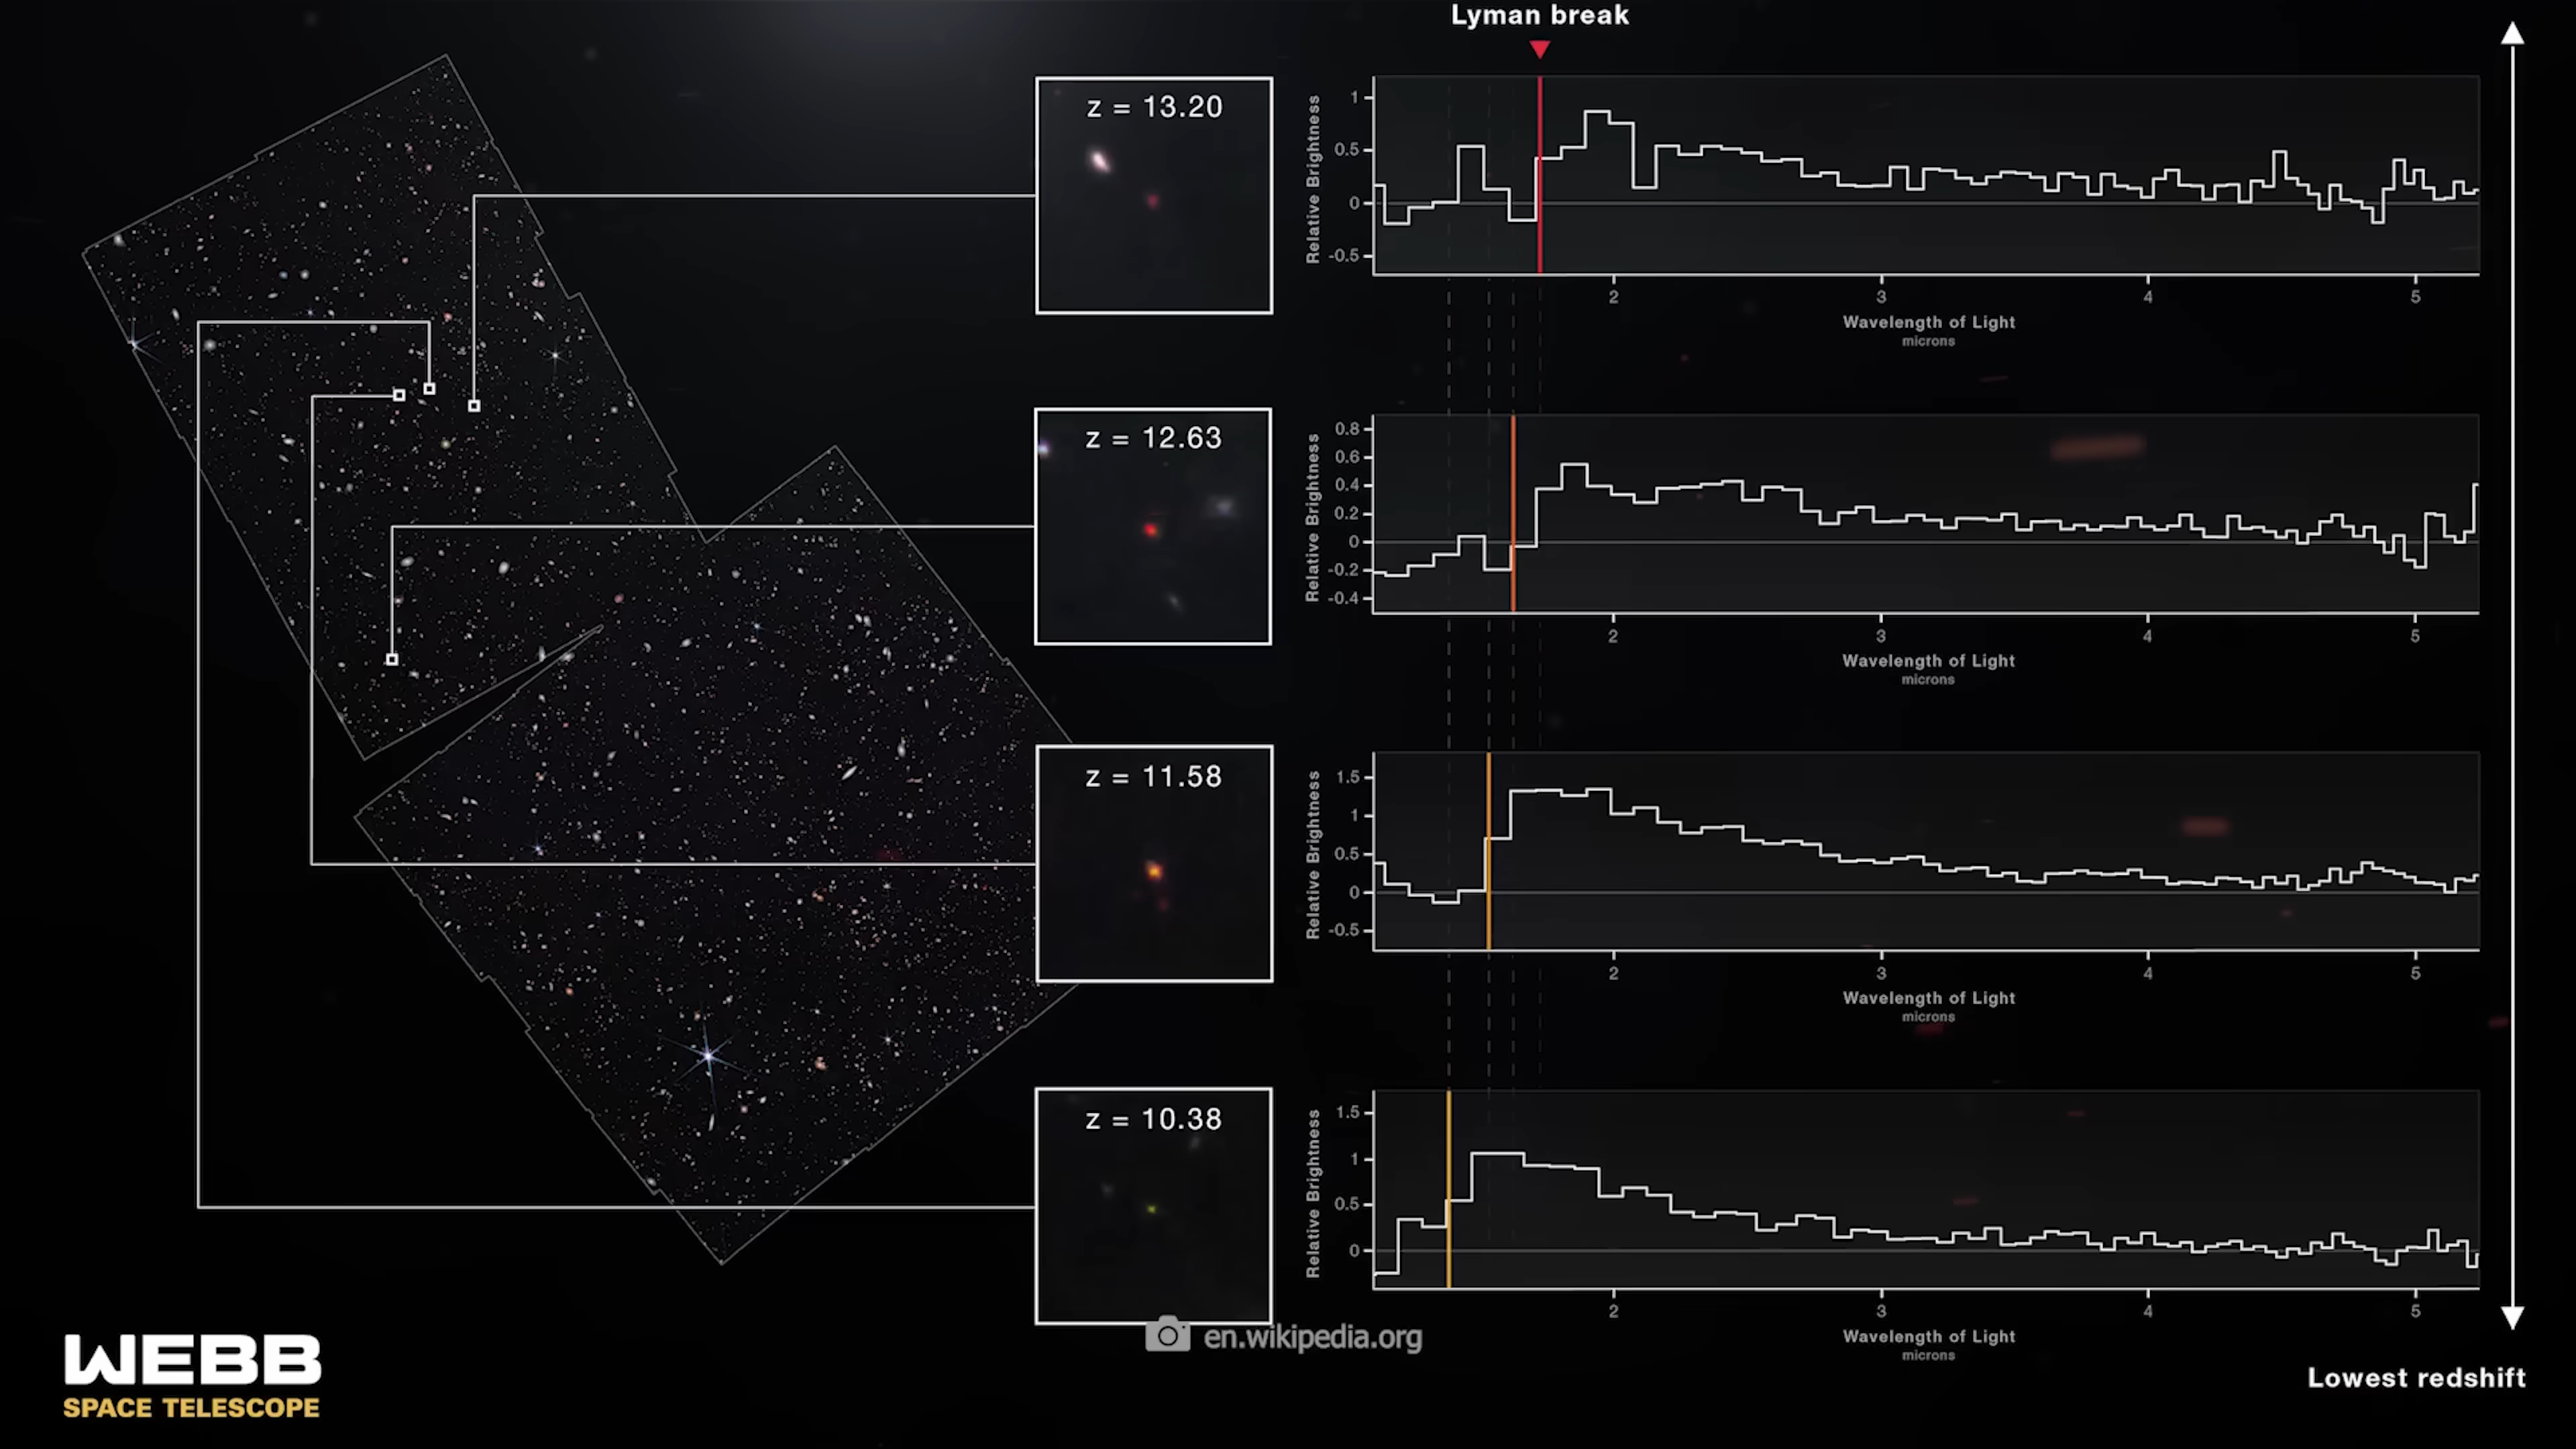 Lyman break
z = 13.20
Relative Brightness
1
0.5
0
-0.5
2 3 4 5
Wavelength of Light
microns
z = 12.63
Relative Brightness
0.8
0.6
0.4
0.2
0
-0.2
-0.4
2 3 4 5
Wavelength of Light
microns
z = 11.58
Relative Brightness
1.5
1
0.5
0
-0.5
2 3 4 5
Wavelength of Light
microns
z = 10.38
Relative Brightness
1.5
1
0.5
0
2 3 4 5
Wavelength of Light
microns
en.wikipedia.org
WEBB
SPACE TELESCOPE
Lowest redshift